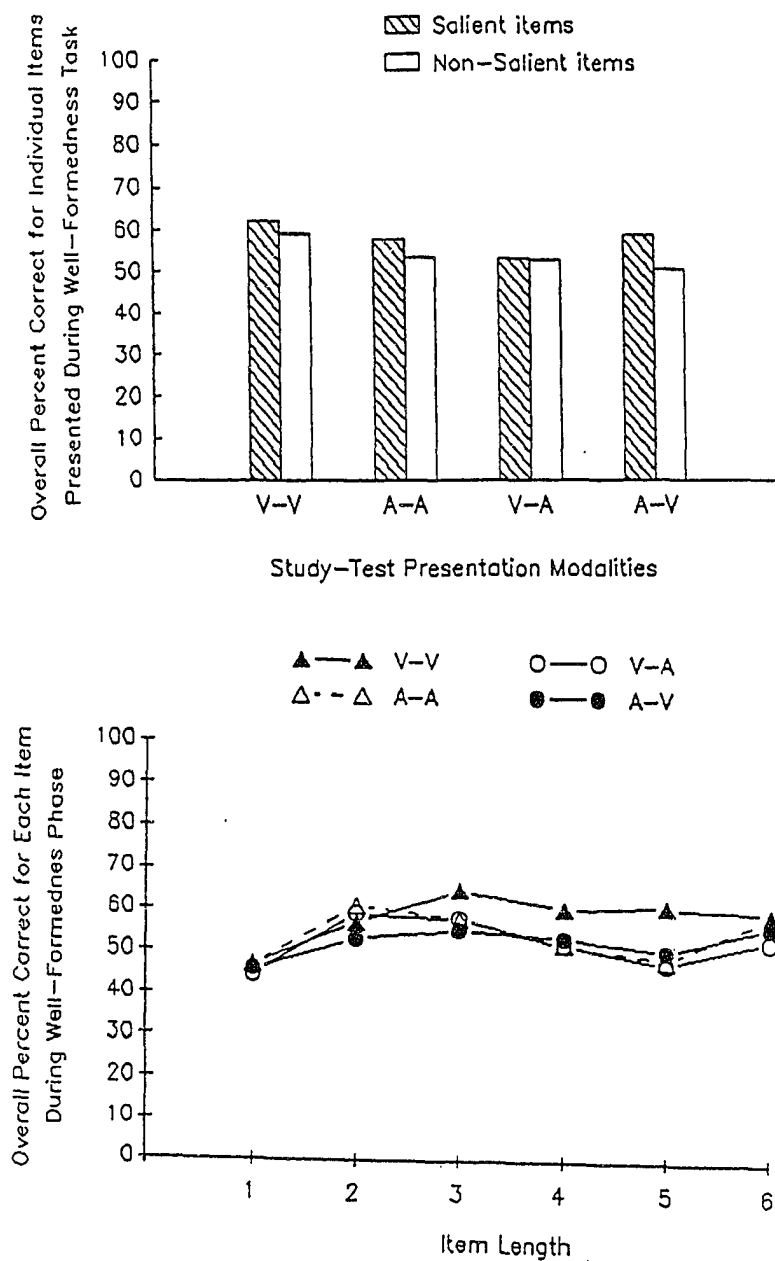 Salient items
Non-Salient items
Overall Percent Correct for Individual Items
Presented During Well-Formedness Task
100
90
80
70
60
50
40
30
20
10
0
V-V A-A V-A A-V
Study-Test Presentation Modalities
V-V V-A
A-A A-V
Overall Percent Correct for Each Item
During Well-Formednes Phase
100
90
80
70
60
50
40
30
20
10
0
1 2 3 4 5 6
Item Length